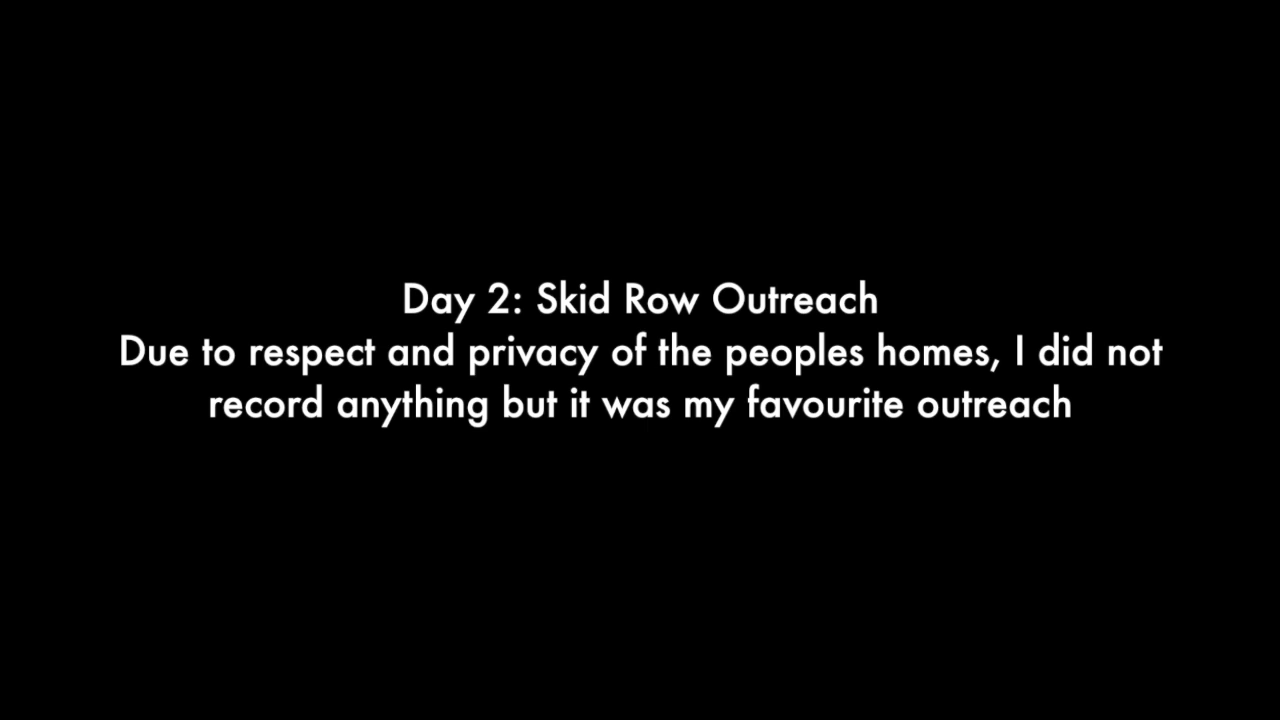 Day 2: Skid Row Outreach
Due to respect and privacy of the peoples homes, I did not
record anything but it was my favourite outreach